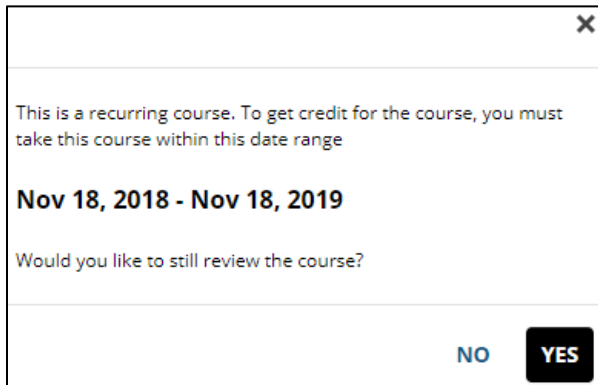 This is a recurring course. To get credit for the course, you must
take this course within this date range
Nov 18, 2018 - Nov 18, 2019
Would you like to still review the course?
NO YES